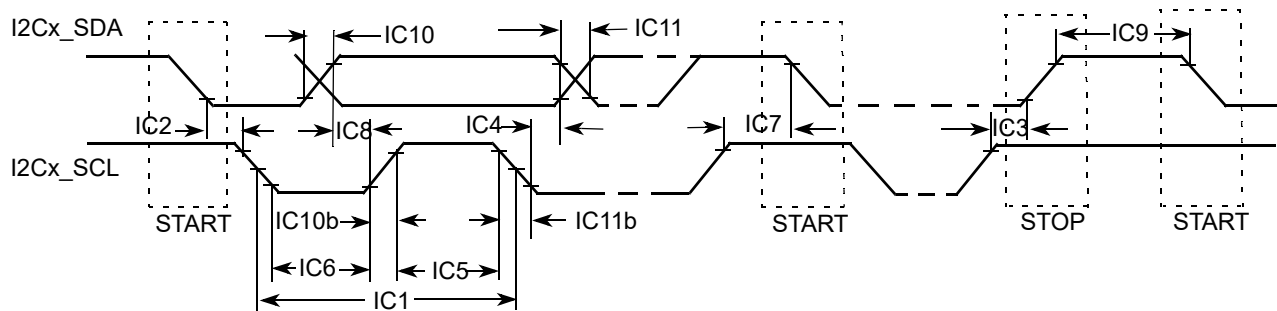 I2Cx_SDA
IC10
IC11
IC9
IC2
IC8
IC4
IC7
IC3
I2Cx_SCL
START
IC10b
IC11b
START
STOP
START
IC6
IC5
IC1